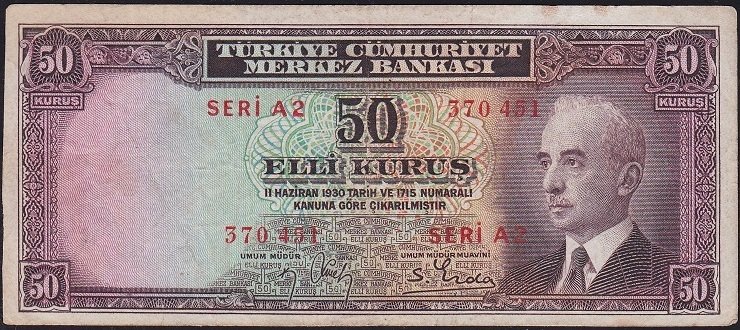 50 TÜRKİYE CÜMHURİYET 50
KURUŞ MERKEZ BANKASI KURUŞ
SERİ A2 50 370 451
ELLİ KURUŞ
11 HAZİRAN 1930 TARİH VE 1715 NUMARALI
KANUNA GÖRE ÇIKARILMIŞTIR
370 451 SERİ A2
UMUM MÜDÜR UMUM MÜDÜR MUAVİNİ
50 50